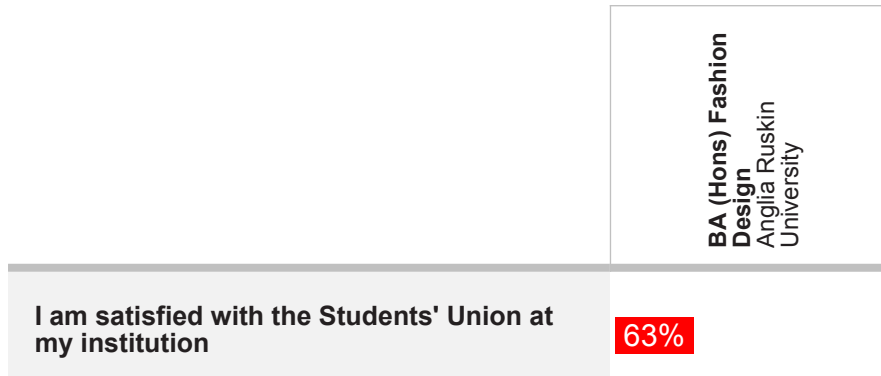 BA (Hons) Fashion
Design
Anglia Ruskin
University
I am satisfied with the Students' Union at
my institution
63%